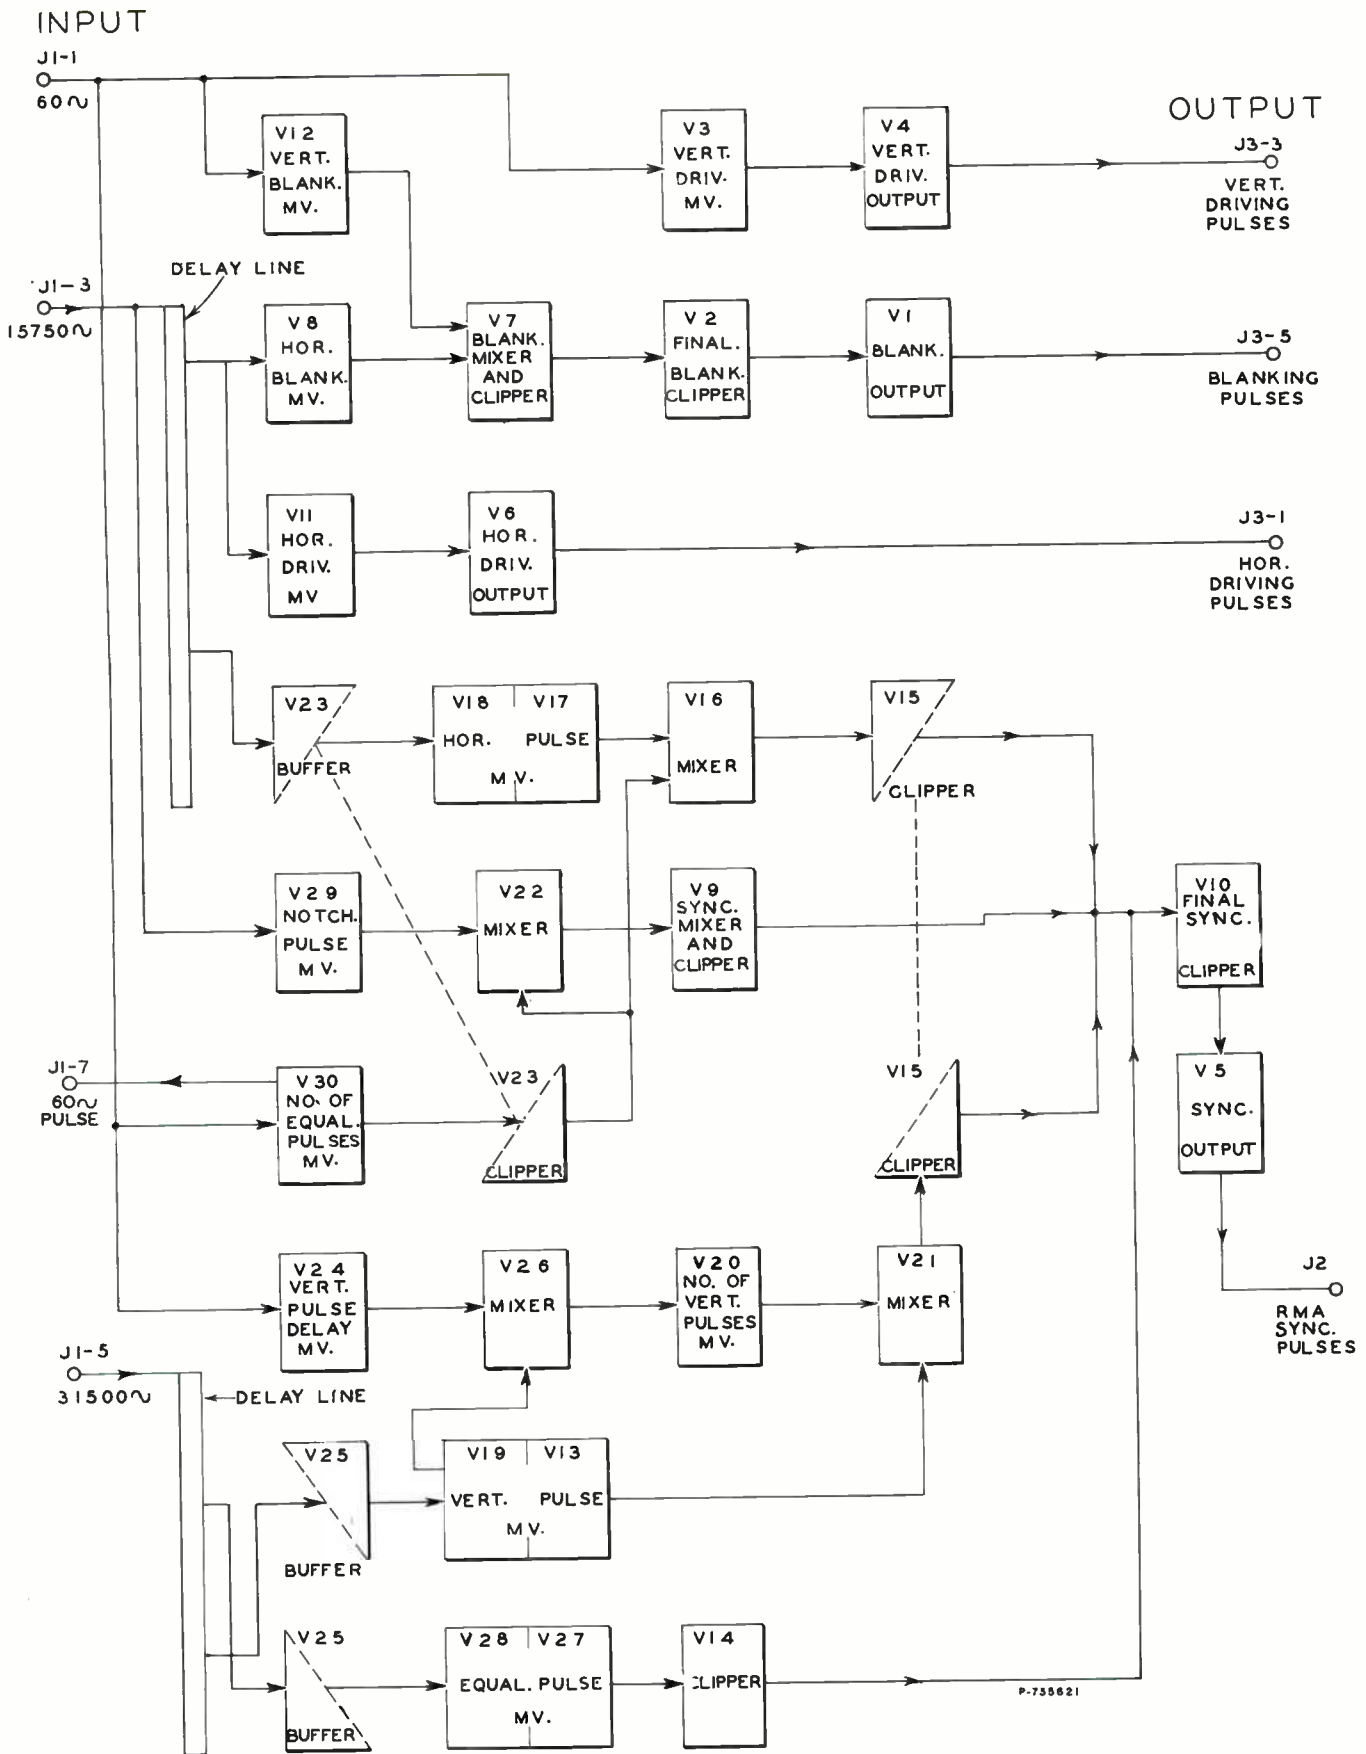 INPUT
J1-1
60~
OUTPUT
V12
VERT.
BLANK.
MV.
V3
VERT.
DRIV.
MV.
V4
VERT.
DRIV.
OUTPUT
J3-3
VERT.
DRIVING
PULSES
DELAY LINE
J1-3
15750~
V8
HOR.
BLANK.
MV.
V7
BLANK.
MIXER
AND
CLIPPER
V2
FINAL.
BLANK.
CLIPPER
V1
BLANK.
OUTPUT
J3-5
BLANKING
PULSES
V11
HOR.
DRIV.
MV
V6
HOR.
DRIV.
OUTPUT
J3-1
HOR.
DRIVING
PULSES
V23
BUFFER
V18 V17
HOR. PULSE
MV.
V16
MIXER
V15
CLIPPER
V29
NOTCH.
PULSE
MV.
V22
MIXER
V9
SYNC.
MIXER
AND
CLIPPER
V10
FINAL
SYNC.
CLIPPER
J1-7
60~
PULSE
V30
NO. OF
EQUAL.
PULSES
MV.
V23
CLIPPER
V15
CLIPPER
V5
SYNC.
OUTPUT
V24
VERT.
PULSE
DELAY
MV.
V26
MIXER
V20
NO. OF
VERT.
PULSES
MV.
V21
MIXER
J2
RMA
SYNC.
PULSES
J1-5
31500~
DELAY LINE
V25
BUFFER
V19 V13
VERT. PULSE
MV.
V25
BUFFER
V28 V27
EQUAL. PULSE
MV.
V14
CLIPPER
P-735621